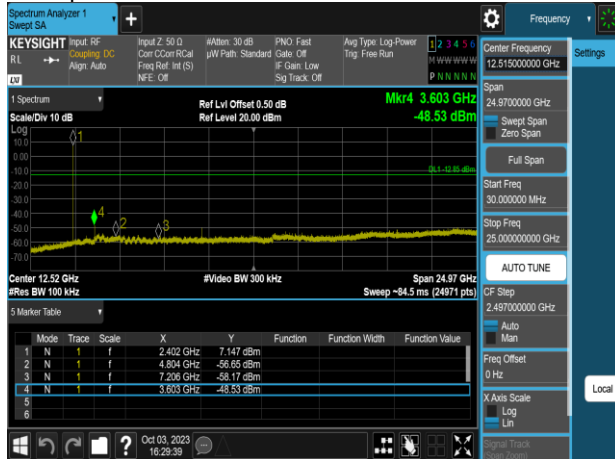 Spectrum Analyzer 1
Swept SA
+
Frequency
KEYSIGHT Input: RF Input Z: 50 Ω #Atten: 30 dB PNO: Fast Avg Type: Log-Power 1 2 3 4 5 6
RL Coupling: DC Corr CCorr RCal µW Path: Standard Gate: Off Trig: Free Run M W W W W W
Align: Auto Freq Ref: Int (S) IF Gain: Low
NFE: Off Sig Track: Off P N N N N N
LXI
1 Spectrum
Ref Lvl Offset 0.50 dB
Mkr4 3.603 GHz
Scale/Div 10 dB
Ref Level 20.00 dBm
-48.53 dBm
Log
10.0
0.00
-10.0
-20.0
-30.0
-40.0
-50.0
-60.0
-70.0
1
4
2
3
DL1 -12.85 dBm
Center 12.52 GHz #Video BW 300 kHz Span 24.97 GHz
#Res BW 100 kHz Sweep ~84.5 ms (24971 pts)
5 Marker Table
Mode Trace Scale X Y Function Function Width Function Value
1 N 1 f 2.402 GHz 7.147 dBm
2 N 1 f 4.804 GHz -56.65 dBm
3 N 1 f 7.206 GHz -58.17 dBm
4 N 1 f 3.603 GHz -48.53 dBm
5
6
?
Oct 03, 2023
16:29:39
Center Frequency
12.515000000 GHz
Settings
Span
24.9700000 GHz
Swept Span
Zero Span
Full Span
Start Freq
30.000000 MHz
Stop Freq
25.000000000 GHz
AUTO TUNE
CF Step
2.497000000 GHz
Auto
Man
Freq Offset
0 Hz
Local
X Axis Scale
Log
Lin
Signal Track
(Span Zoom)